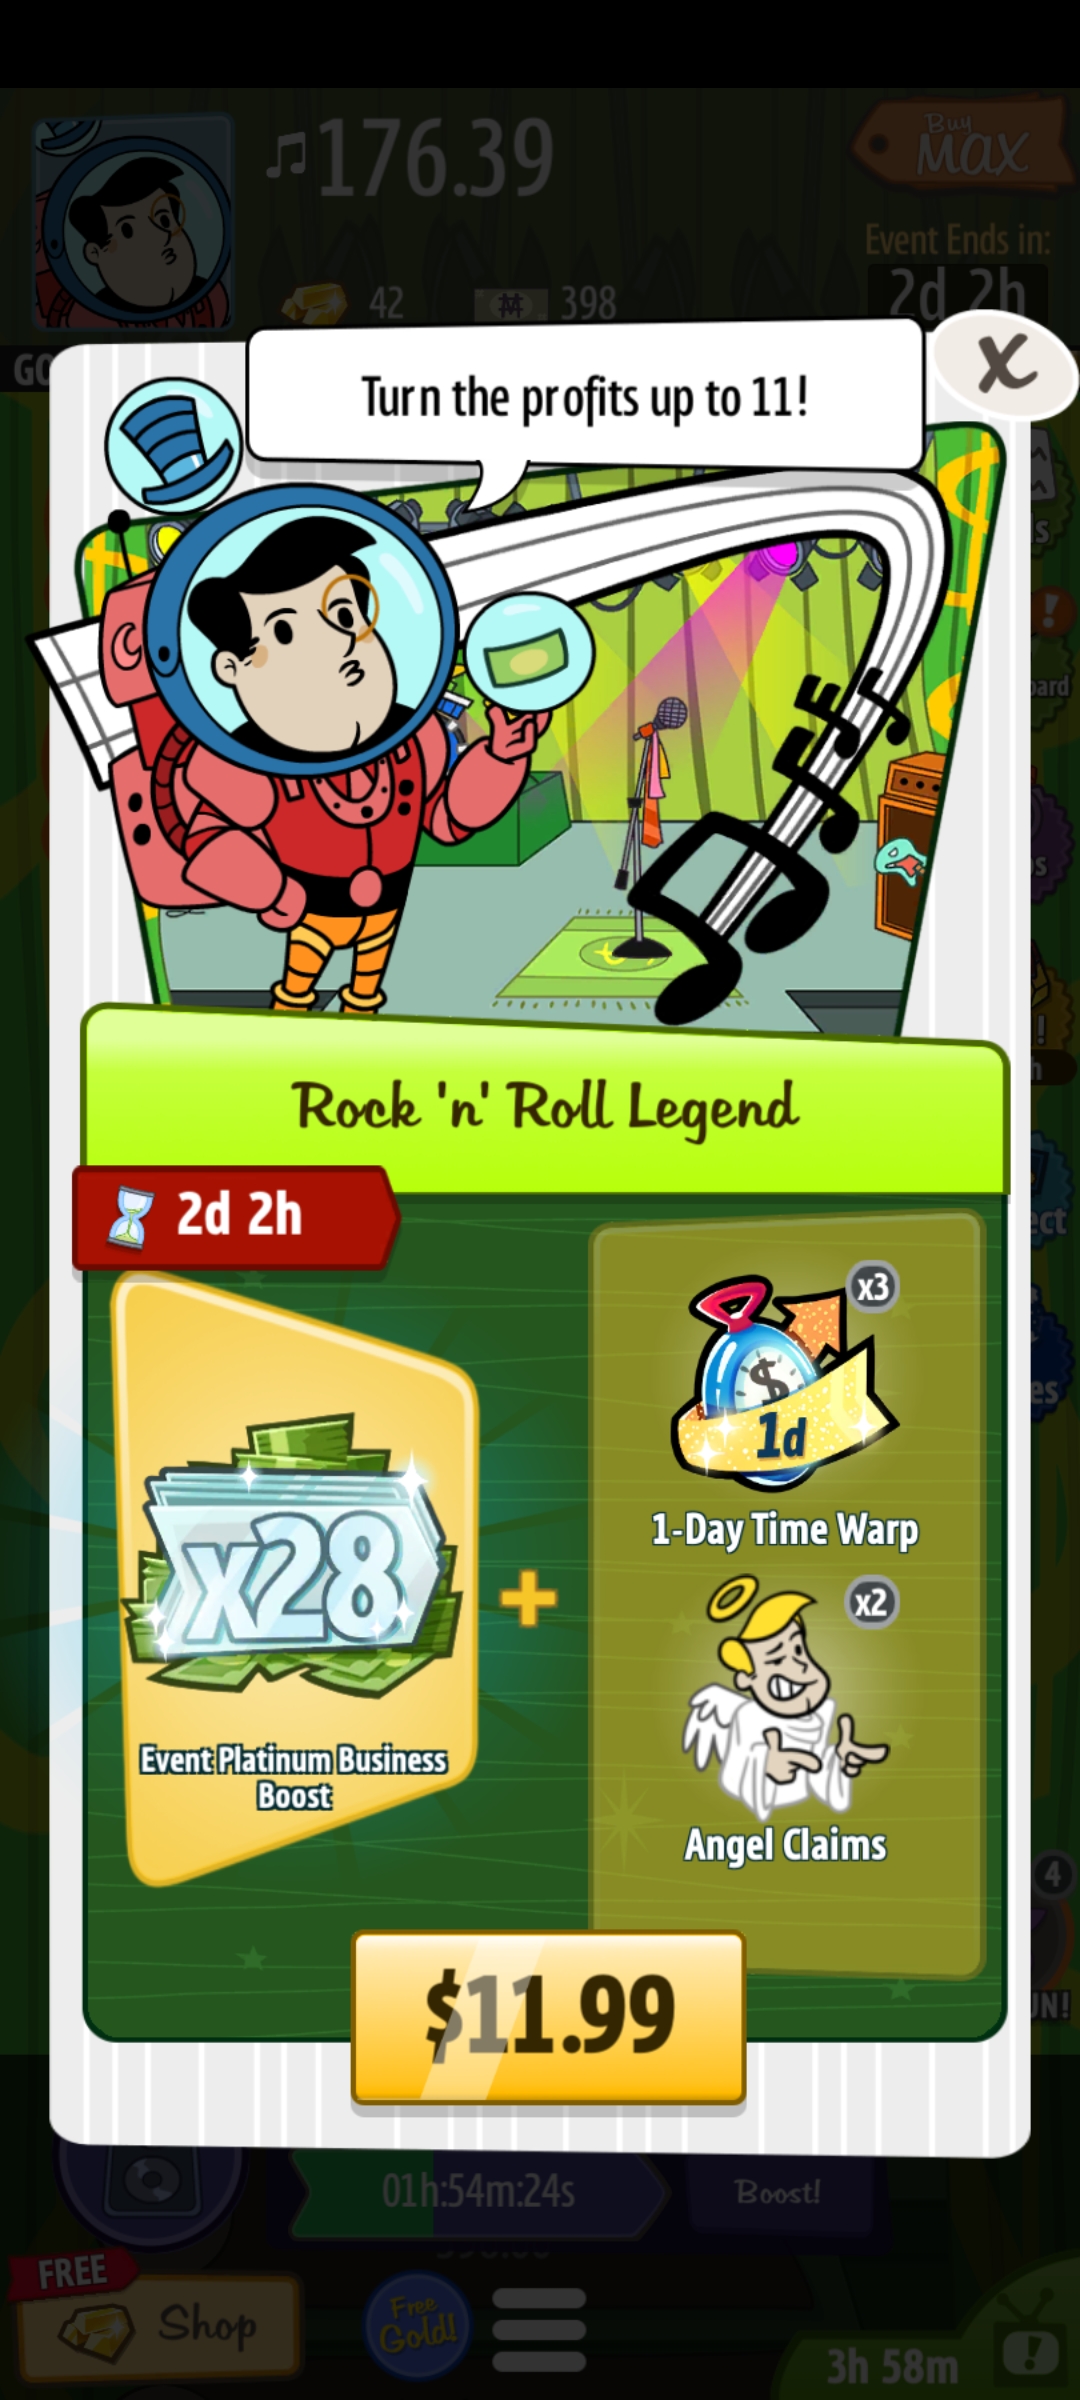 ♫176.39
Buy
MAX
Event Ends in:
2d 2h
42
398
GO
Turn the profits up to 11!
X
Rock 'n' Roll Legend
2d 2h
x3
1d
1-Day Time Warp
x28
+
x2
Event Platinum Business
Boost
Angel Claims
4
$11.99
01h:54m:24s
Boost!
FREE
Shop
Free
Gold!
3h 58m